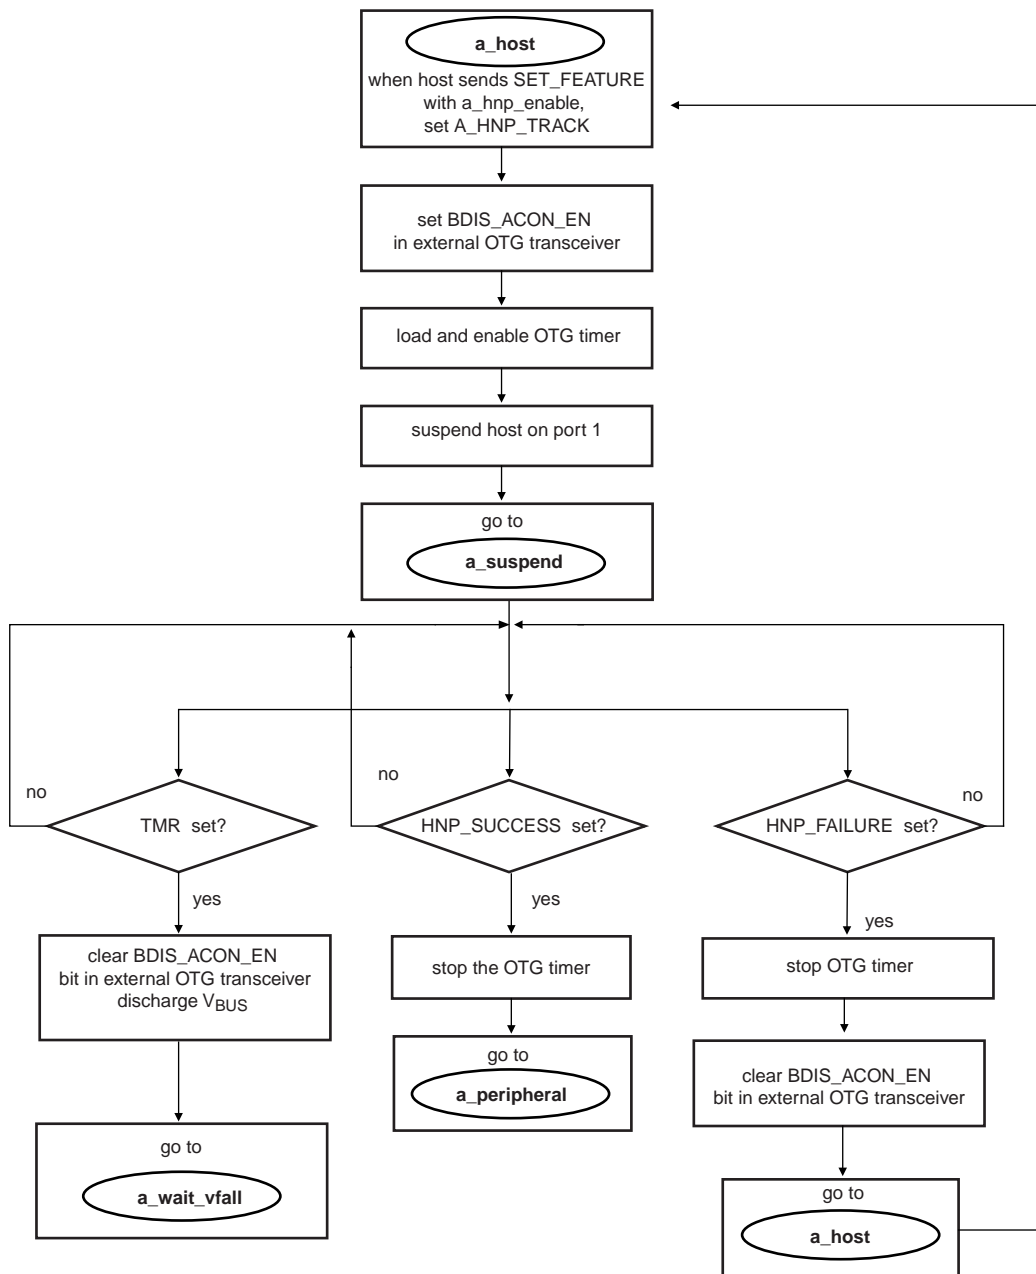 a_host
when host sends SET_FEATURE
with a_hnp_enable,
set A_HNP_TRACK
set BDIS_ACON_EN
in external OTG transceiver
load and enable OTG timer
suspend host on port 1
go to
a_suspend
no
TMR set?
yes
clear BDIS_ACON_EN
bit in external OTG transceiver
discharge VBUS
go to
a_wait_vfall
no
HNP_SUCCESS set?
yes
stop the OTG timer
go to
a_peripheral
no
HNP_FAILURE set?
yes
stop OTG timer
clear BDIS_ACON_EN
bit in external OTG transceiver
go to
a_host